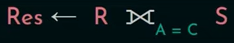 Res ← R ⋊⋉ A = C S